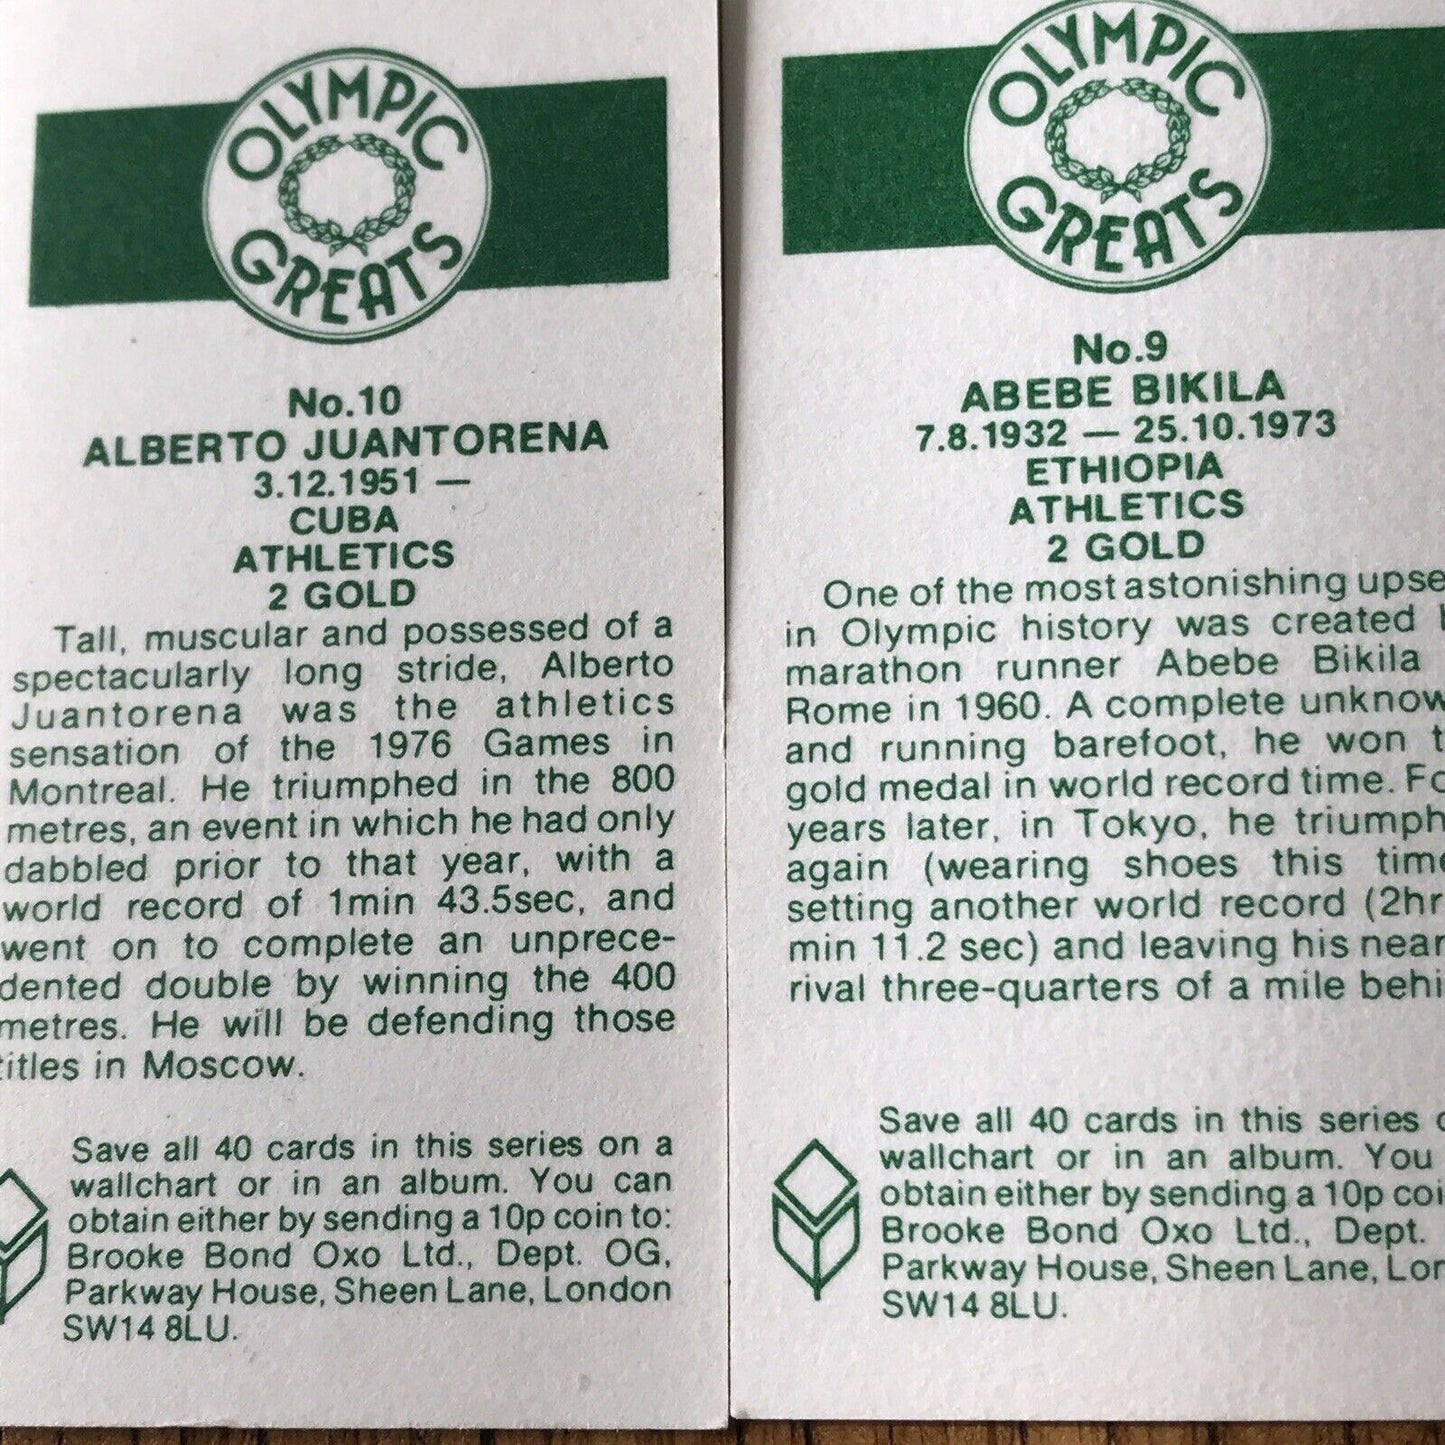 OLYMPIC
GREATS
No.10
ALBERTO JUANTORENA
3.12.1951 —
CUBA
ATHLETICS
2 GOLD
Tall, muscular and possessed of a
spectacularly long stride, Alberto
Juantorena was the athletics
sensation of the 1976 Games in
Montreal. He triumphed in the 800
metres, an event in which he had only
dabbled prior to that year, with a
world record of 1min 43.5sec, and
went on to complete an unprece-
dented double by winning the 400
metres. He will be defending those
titles in Moscow.
Save all 40 cards in this series on a
wallchart or in an album. You can
obtain either by sending a 10p coin to:
Brooke Bond Oxo Ltd., Dept. OG,
Parkway House, Sheen Lane, London
SW14 8LU.
OLYMPIC
GREATS
No.9
ABEBE BIKILA
7.8.1932 — 25.10.1973
ETHIOPIA
ATHLETICS
2 GOLD
One of the most astonishing upse
in Olympic history was created
marathon runner Abebe Bikila
Rome in 1960. A complete unknow
and running barefoot, he won t
gold medal in world record time. Fo
years later, in Tokyo, he triumph
again (wearing shoes this time
setting another world record (2hr
min 11.2 sec) and leaving his near
rival three-quarters of a mile behi
Save all 40 cards in this series
wallchart or in an album. You
obtain either by sending a 10p coi
Brooke Bond Oxo Ltd., Dept.
Parkway House, Sheen Lane, Lon
SW14 8LU.